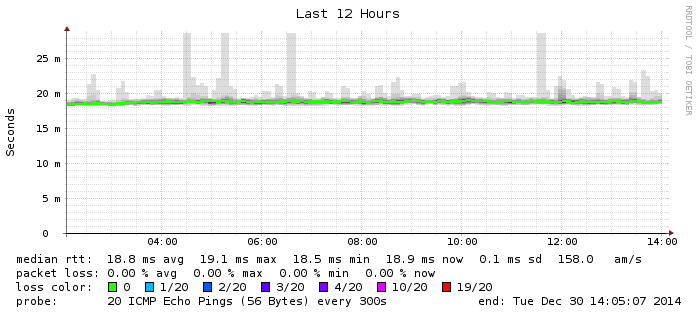 Last 12 Hours
RRDTOOL / TOBI OETIKER
Seconds
25 m
20 m
15 m
10 m
5 m
0
04:00 06:00 08:00 10:00 12:00 14:00
median rtt: 18.8 ms avg 19.1 ms max 18.5 ms min 18.9 ms now 0.1 ms sd 158.0 am/s
packet loss: 0.00 % avg 0.00 % max 0.00 % min 0.00 % now
loss color: 0 1/20 2/20 3/20 4/20 10/20 19/20
probe: 20 ICMP Echo Pings (56 Bytes) every 300s end: Tue Dec 30 14:05:07 2014